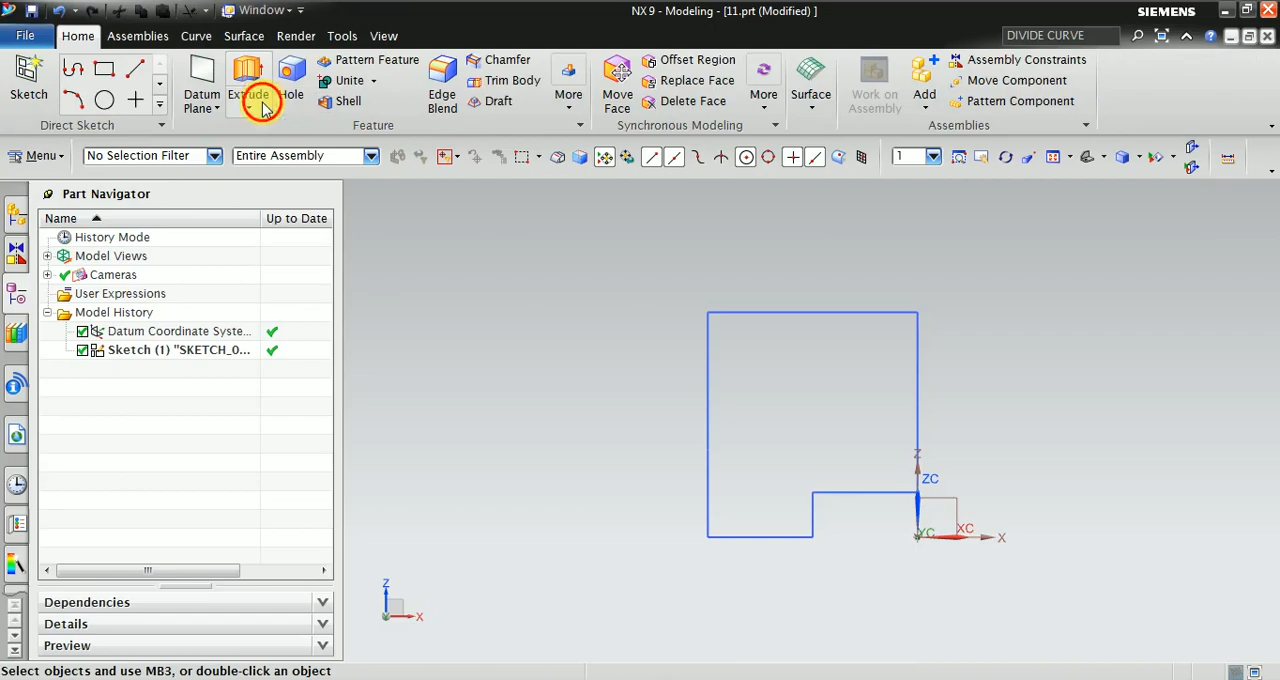 Window
NX 9 - Modeling - [11.prt (Modified) ]
SIEMENS
File
Home
Assemblies
Curve
Surface
Render
Tools
View
DIVIDE CURVE
Sketch
Datum
Plane
Extrude
Hole
Pattern Feature
Unite
Shell
Edge
Blend
Chamfer
Trim Body
Draft
More
Move
Face
Offset Region
Replace Face
Delete Face
More
Surface
Work on
Assembly
Add
Assembly Constraints
Move Component
Pattern Component
Direct Sketch
Feature
Synchronous Modeling
Assemblies
Menu
No Selection Filter
Entire Assembly
1
Part Navigator
Name
Up to Date
History Mode
Model Views
Cameras
User Expressions
Model History
Datum Coordinate Syste...
Sketch (1) "SKETCH_0...
Z
ZC
YC
XC
X
Z
X
Dependencies
Details
Preview
Select objects and use MB3, or double-click an object